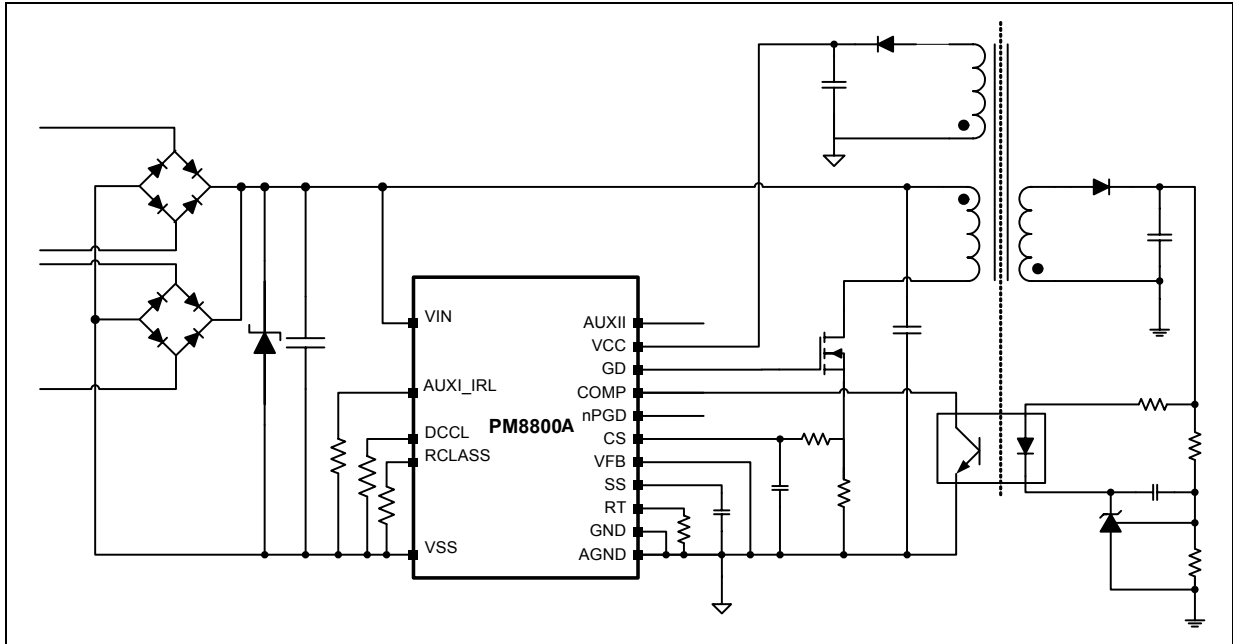 VIN
AUXI_IRL
DCCL
RCLASS
VSS
PM8800A
AUXII
VCC
GD
COMP
nPGD
CS
VFB
SS
RT
GND
AGND